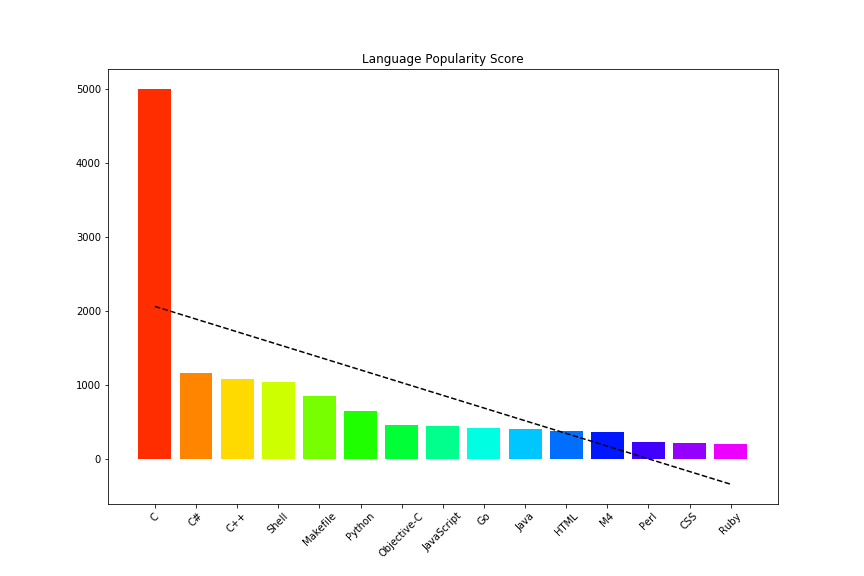 Language Popularity Score
5000
4000
3000
2000
1000
0
C
C#
C++
Shell
Makefile
Python
Objective-C
JavaScript
Go
Java
HTML
M4
Perl
CSS
Ruby